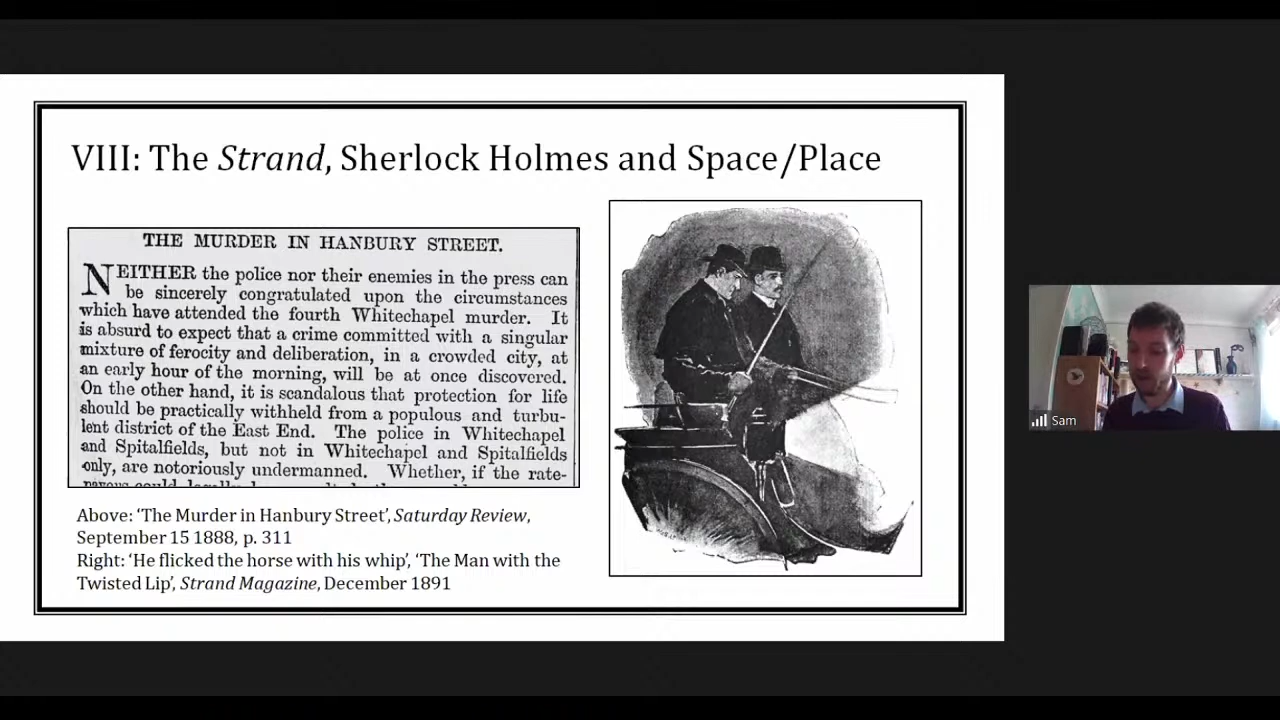 VIII: The Strand, Sherlock Holmes and Space/Place
THE MURDER IN HANBURY STREET.
NEITHER the police nor their enemies in the press can
be sincerely congratulated upon the circumstances
which have attended the fourth Whitechapel murder. It
is absurd to expect that a crime committed with a singular
mixture of ferocity and deliberation, in a crowded city, at
an early hour of the morning, will be at once discovered.
On the other hand, it is scandalous that protection for life
should be practically withheld from a populous and turbu-
lent district of the East End. The police in Whitechapel
and Spitalfields, but not in Whitechapel and Spitalfields
only, are notoriously undermanned. Whether, if the rate-
Above: ‘The Murder in Hanbury Street’, Saturday Review,
September 15 1888, p. 311
Right: ‘He flicked the horse with his whip’, ‘The Man with the
Twisted Lip’, Strand Magazine, December 1891
Sam